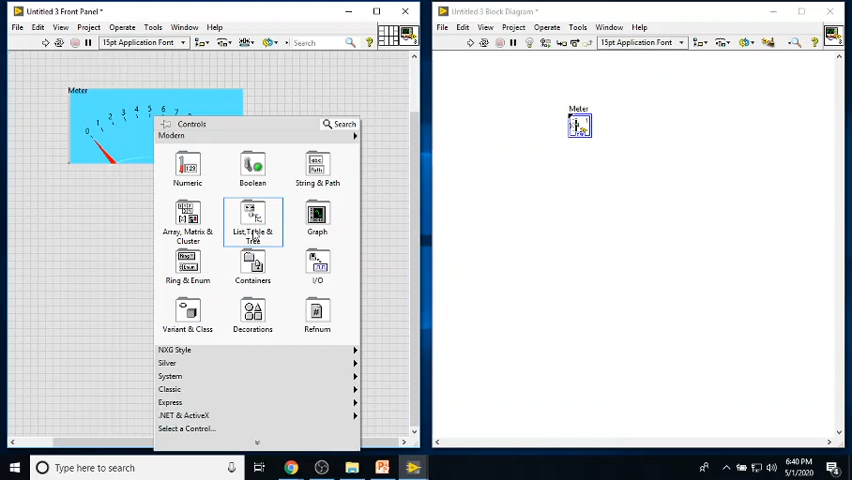 Untitled 3 Front Panel *
File Edit View Project Operate Tools Window Help
15pt Application Font
Search
Meter
0 1 2 3 4 5 6 7
Controls
Search
Modern
Numeric
Boolean
String & Path
Array, Matrix & Cluster
List, Table & Tree
Graph
Ring & Enum
Containers
I/O
Variant & Class
Decorations
Refnum
NXG Style
Silver
System
Classic
Express
.NET & ActiveX
Select a Control...
Untitled 3 Block Diagram *
File Edit View Project Operate Tools Window Help
15pt Application Font
Meter
Type here to search
6:40 PM
5/1/2020